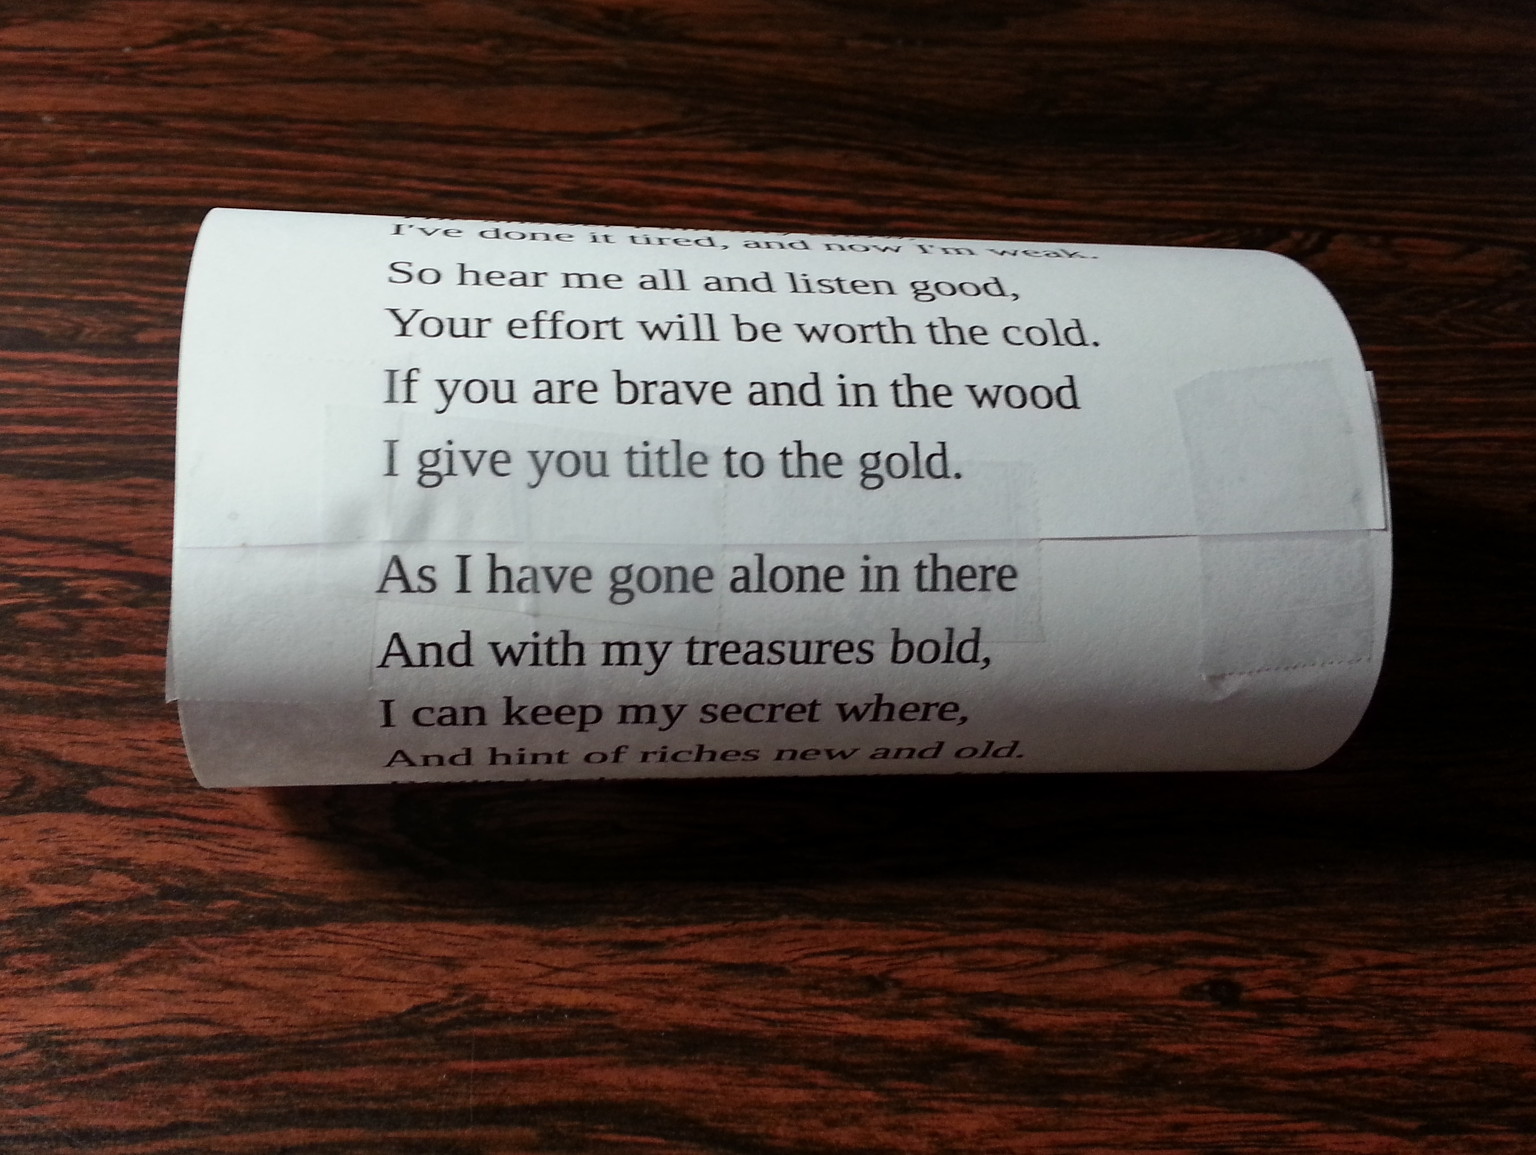 I've done it tired, and now I'm weak.
So hear me all and listen good,
Your effort will be worth the cold.
If you are brave and in the wood
I give you title to the gold.
As I have gone alone in there
And with my treasures bold,
I can keep my secret where,
And hint of riches new and old.